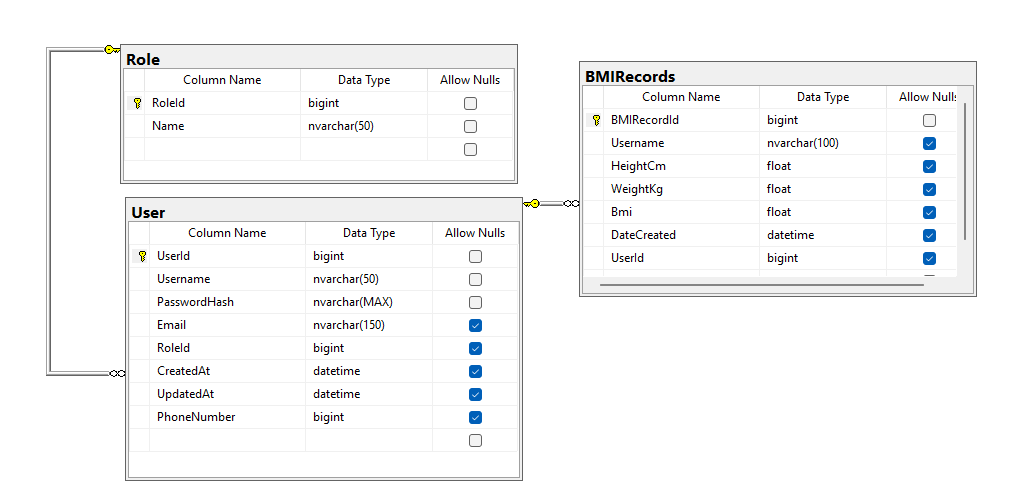 Role
Column Name Data Type Allow Nulls
RoleId bigint
Name nvarchar(50)
BMIRecords
Column Name Data Type Allow Nulls
BMIRecordId bigint
Username nvarchar(100)
HeightCm float
WeightKg float
Bmi float
DateCreated datetime
UserId bigint
User
Column Name Data Type Allow Nulls
UserId bigint
Username nvarchar(50)
PasswordHash nvarchar(MAX)
Email nvarchar(150)
RoleId bigint
CreatedAt datetime
UpdatedAt datetime
PhoneNumber bigint